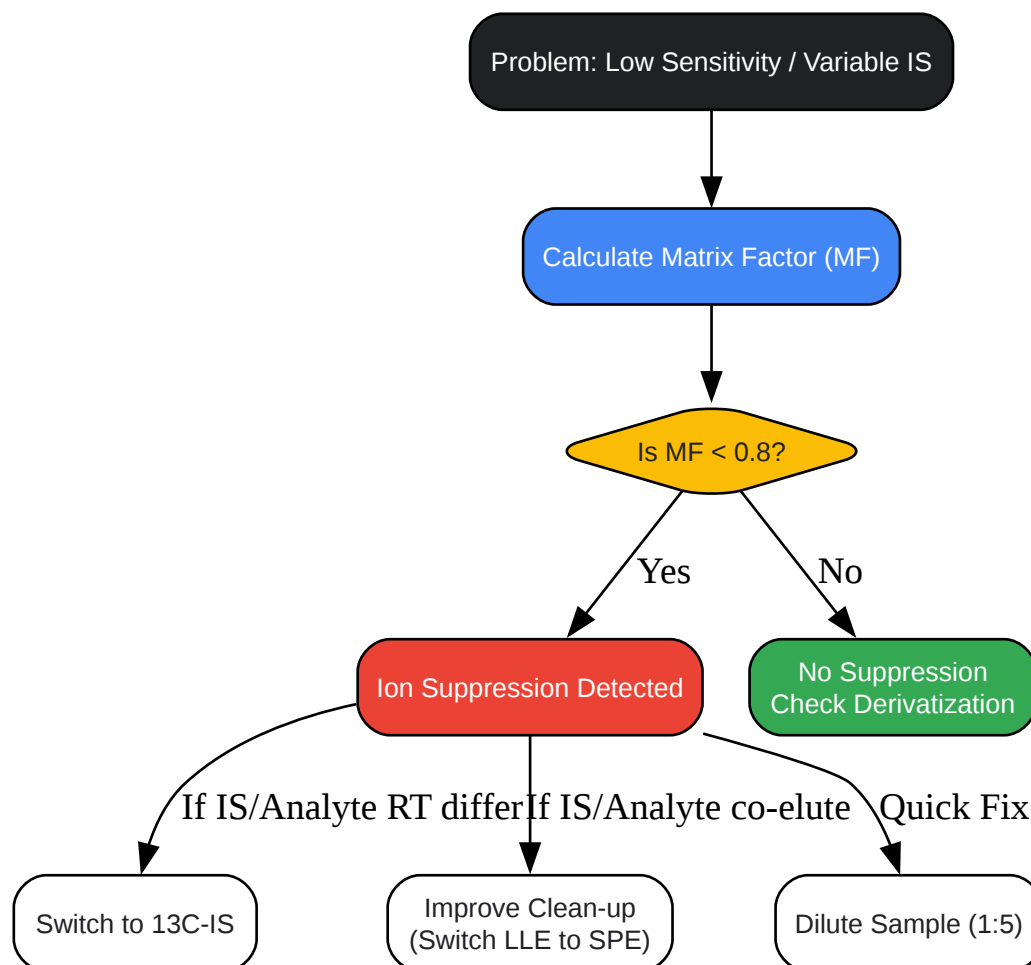 Problem: Low Sensitivity / Variable IS
Calculate Matrix Factor (MF)
Is MF < 0.8?
Yes
No
Ion Suppression Detected
No Suppression
Check Derivatization
If IS/Analyte RT differ
If IS/Analyte co-elute
Quick Fix
Switch to 13C-IS
Improve Clean-up
(Switch LLE to SPE)
Dilute Sample (1:5)